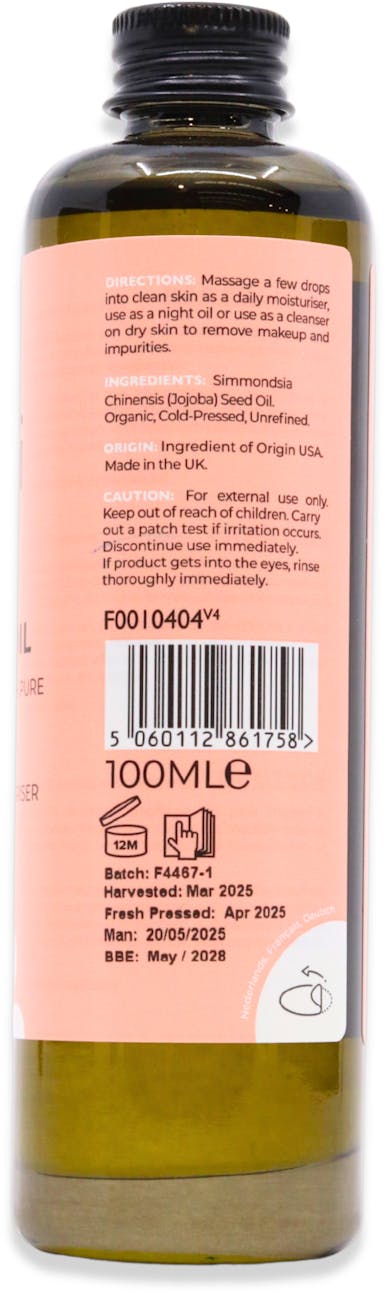 DIRECTIONS: Massage a few drops
into clean skin as a daily moisturiser,
use as a night oil or use as a cleanser
on dry skin to remove makeup and
impurities.
INGREDIENTS: Simmondsia
Chinensis (Jojoba) Seed Oil.
Organic, Cold-Pressed, Unrefined.
ORIGIN: Ingredient of Origin USA.
Made in the UK.
CAUTION: For external use only.
Keep out of reach of children. Carry
out a patch test if irritation occurs.
Discontinue use immediately.
If product gets into the eyes, rinse
thoroughly immediately.
F0010404V4
5 060112 861758 >
100MLe
12M
Batch: F4467-1
Harvested: Mar 2025
Fresh Pressed: Apr 2025
Man: 20/05/2025
BBE: May / 2028
Nederlands, Français, Deutsch
PURE